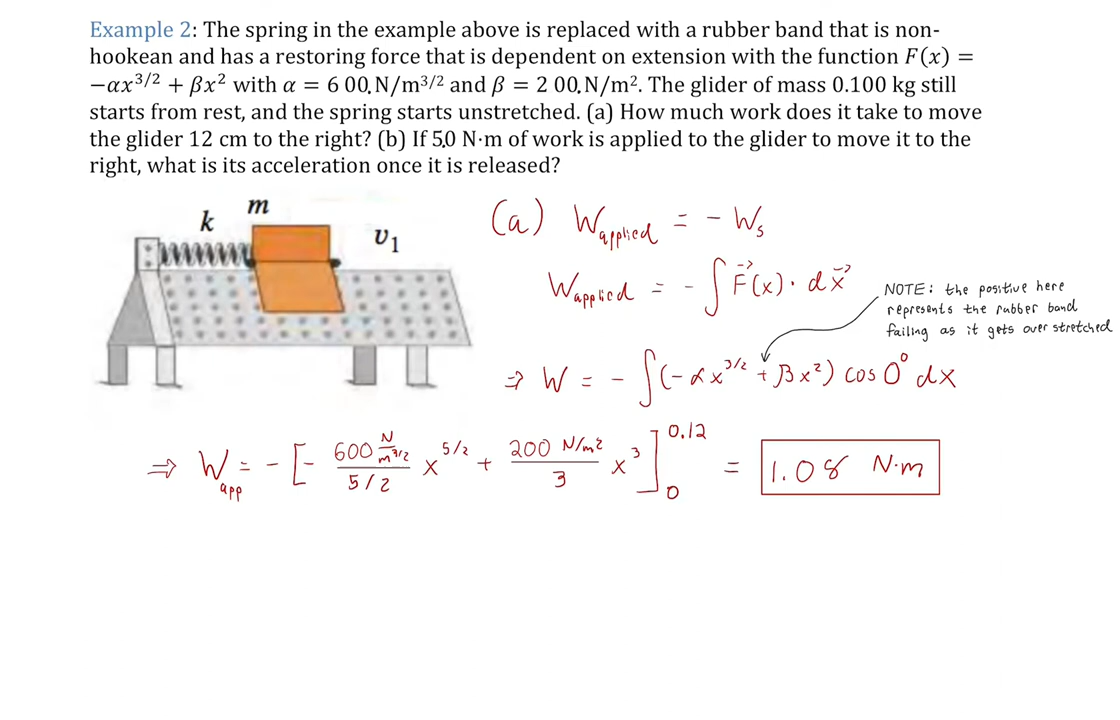 Example 2: The spring in the example above is replaced with a rubber band that is non-
hookean and has a restoring force that is dependent on extension with the function F(x) =
−αx^{3/2} + βx² with α = 6 00. N/m^{3/2} and β = 2 00. N/m². The glider of mass 0.100 kg still
starts from rest, and the spring starts unstretched. (a) How much work does it take to move
the glider 12 cm to the right? (b) If 5.0 N·m of work is applied to the glider to move it to the
right, what is its acceleration once it is released?
k m v₁
(a) W_applied = − W_s
W_applied = − ∫ F⃗(x) · dx⃗
NOTE: the positive here
represents the rubber band
failing as it gets over stretched
⇒ W = − ∫(−αx^{3/2} + βx²) cos 0° dx
⇒ W_app = − [− (600 N/m^{3/2})/(5/2) x^{5/2} + (200 N/m²)/3 x³]_0^{0.12} = 1.08 N·m